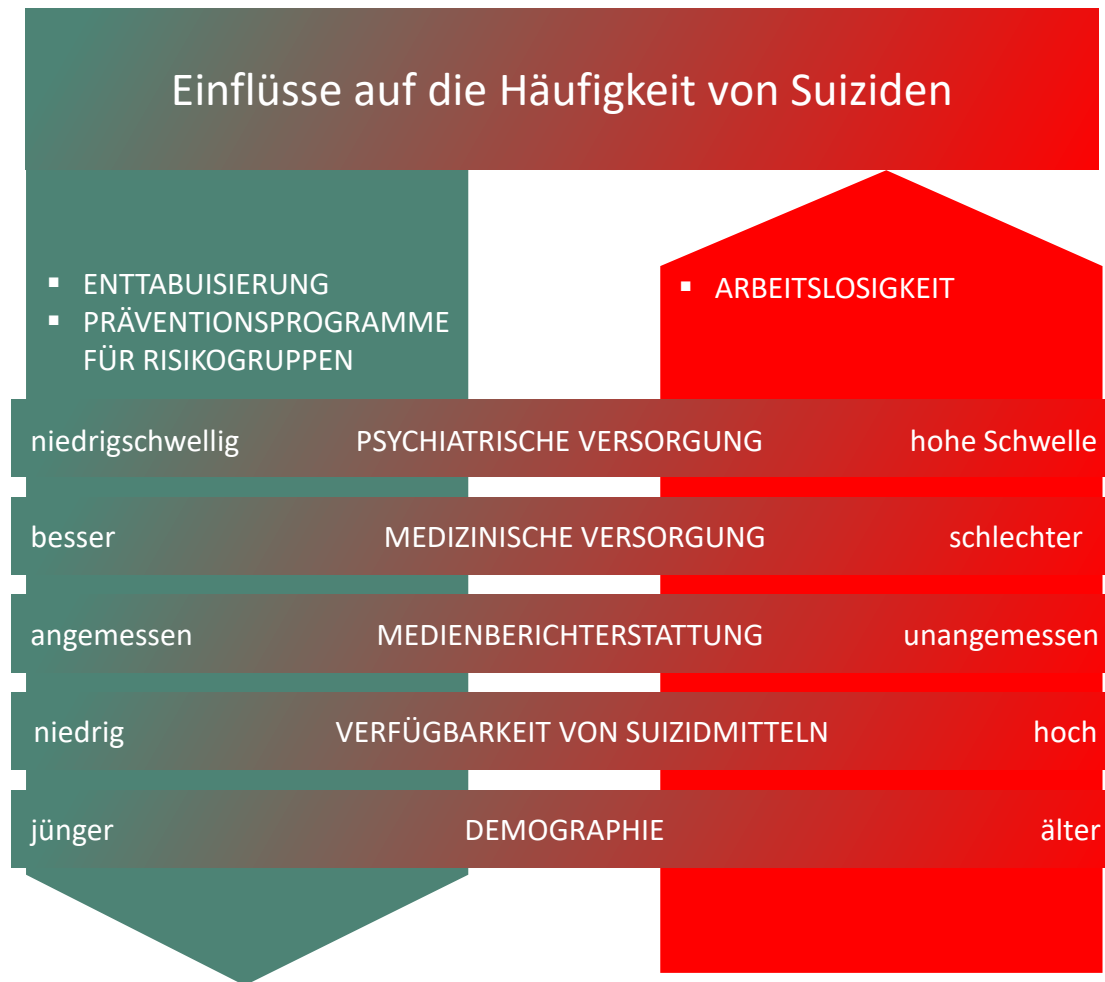 Einflüsse auf die Häufigkeit von Suiziden
▪ ENTTABUISIERUNG
▪ PRÄVENTIONSPROGRAMME
FÜR RISIKOGRUPPEN
▪ ARBEITSLOSIGKEIT
niedrigschwellig PSYCHIATRISCHE VERSORGUNG hohe Schwelle
besser MEDIZINISCHE VERSORGUNG schlechter
angemessen MEDIENBERICHTERSTATTUNG unangemessen
niedrig VERFÜGBARKEIT VON SUIZIDMITTELN hoch
jünger DEMOGRAPHIE älter